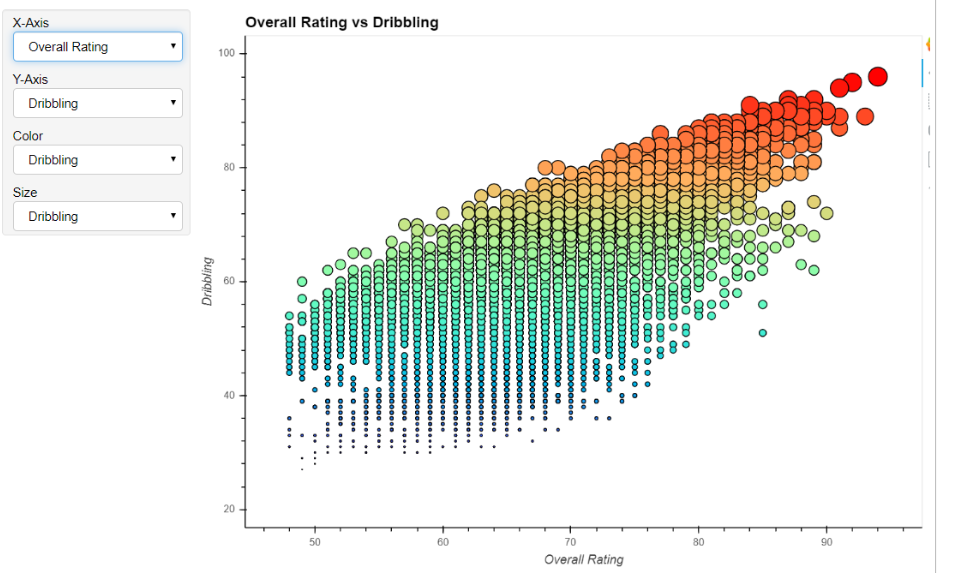 X-Axis
Overall Rating
Y-Axis
Dribbling
Color
Dribbling
Size
Dribbling
Overall Rating vs Dribbling
100
80
60
40
20
Dribbling
50 60 70 80 90
Overall Rating